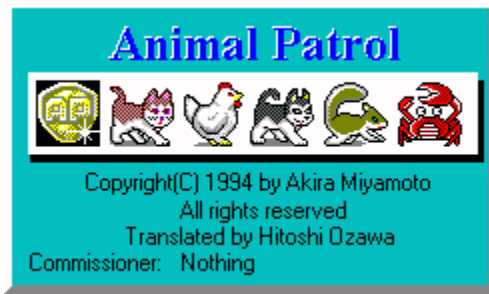 Animal Patrol
Copyright(C) 1994 by Akira Miyamoto
All rights reserved
Translated by Hitoshi Ozawa
Commissioner: Nothing